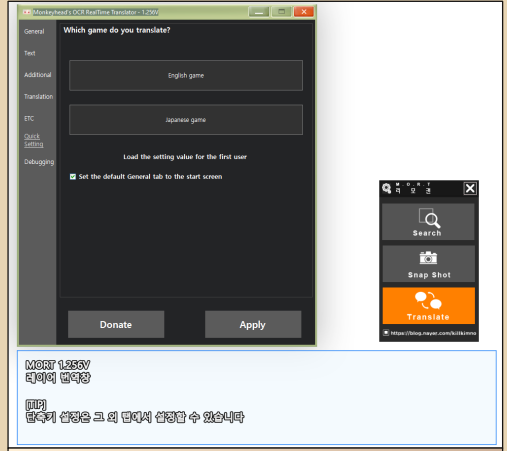 Monkeyhead's OCR RealTime Translator - 1.256V
General
Text
Additional
Translation
ETC
Quick
Setting
Debugging
Which game do you translate?
English game
Japanese game
Load the setting value for the first user
Set the default General tab to the start screen
Donate
Apply
M.O.R.T
리모컨
Search
Snap Shot
Translate
https://blog.naver.com/killkimno
MORT 1.256V
레이어 번역창
[TIP]
단축키 설정은 그 외 탭에서 설정할 수 있습니다